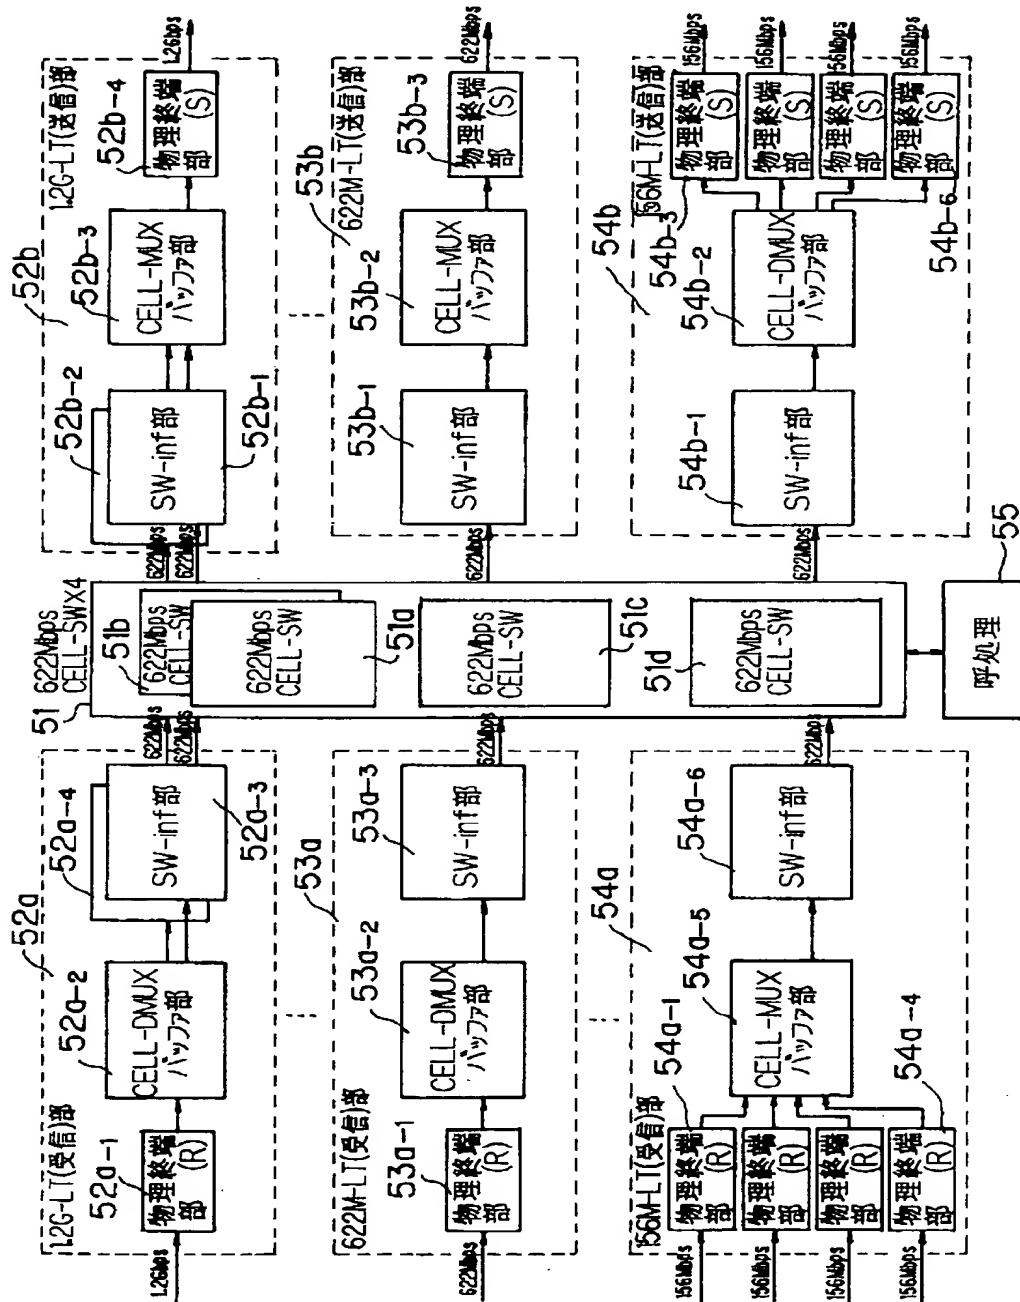 1.2Gbps
1.2G-LT(受信)部
52a
52a-1
物理終端
部 (R)
52a-2
CELL-DMUX
バッファ部
52a-4
SW-inf部
52a-3
622Mbps
622Mbps
622Mbps
622M-LT(受信)部
53a
53a-1
物理終端
部 (R)
53a-2
CELL-DMUX
バッファ部
53a-3
SW-inf部
622Mbps
156M-LT(受信)部
54a
156Mbps
156Mbps
156Mbps
156Mbps
54a-1
物理終端
部 (R)
物理終端
部 (R)
物理終端
部 (R)
物理終端
部 (R)
54a-4
54a-5
CELL-MUX
バッファ部
54a-6
SW-inf部
622Mbps
51
622Mbps
CELL-SW×4
51b
622Mbps
CELL-SW
622Mbps
CELL-SW
51a
622Mbps
CELL-SW
51c
51d
622Mbps
CELL-SW
呼処理
55
622Mbps
622Mbps
1.2G-LT(送信)部
52b
52b-2
SW-inf部
52b-1
52b-3
CELL-MUX
バッファ部
52b-4
物理終端
部 (S)
1.2Gbps
622Mbps
622M-LT(送信)部
53b
53b-1
SW-inf部
53b-2
CELL-MUX
バッファ部
53b-3
物理終端
部 (S)
622Mbps
622Mbps
156M-LT(送信)部
54b
54b-1
SW-inf部
54b-2
CELL-DMUX
バッファ部
54b-3
物理終端
部 (S)
物理終端
部 (S)
物理終端
部 (S)
物理終端
部 (S)
54b-6
156Mbps
156Mbps
156Mbps
156Mbps